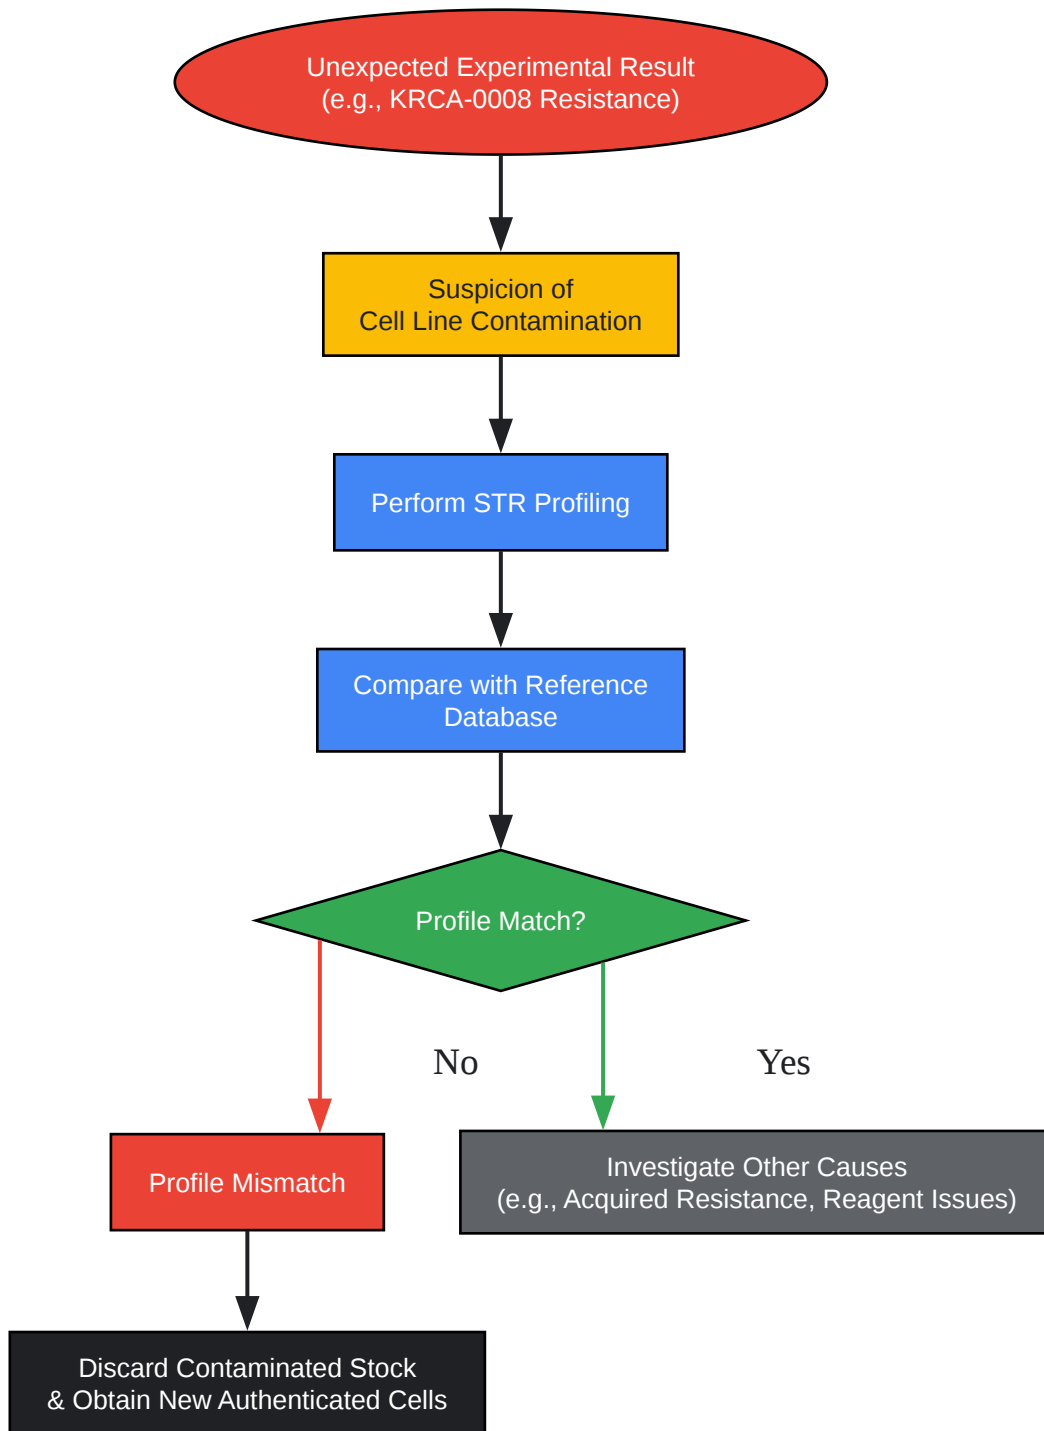 Unexpected Experimental Result
(e.g., KRCA-0008 Resistance)
Suspicion of
Cell Line Contamination
Perform STR Profiling
Compare with Reference
Database
Profile Match?
No
Yes
Profile Mismatch
Investigate Other Causes
(e.g., Acquired Resistance, Reagent Issues)
Discard Contaminated Stock
& Obtain New Authenticated Cells